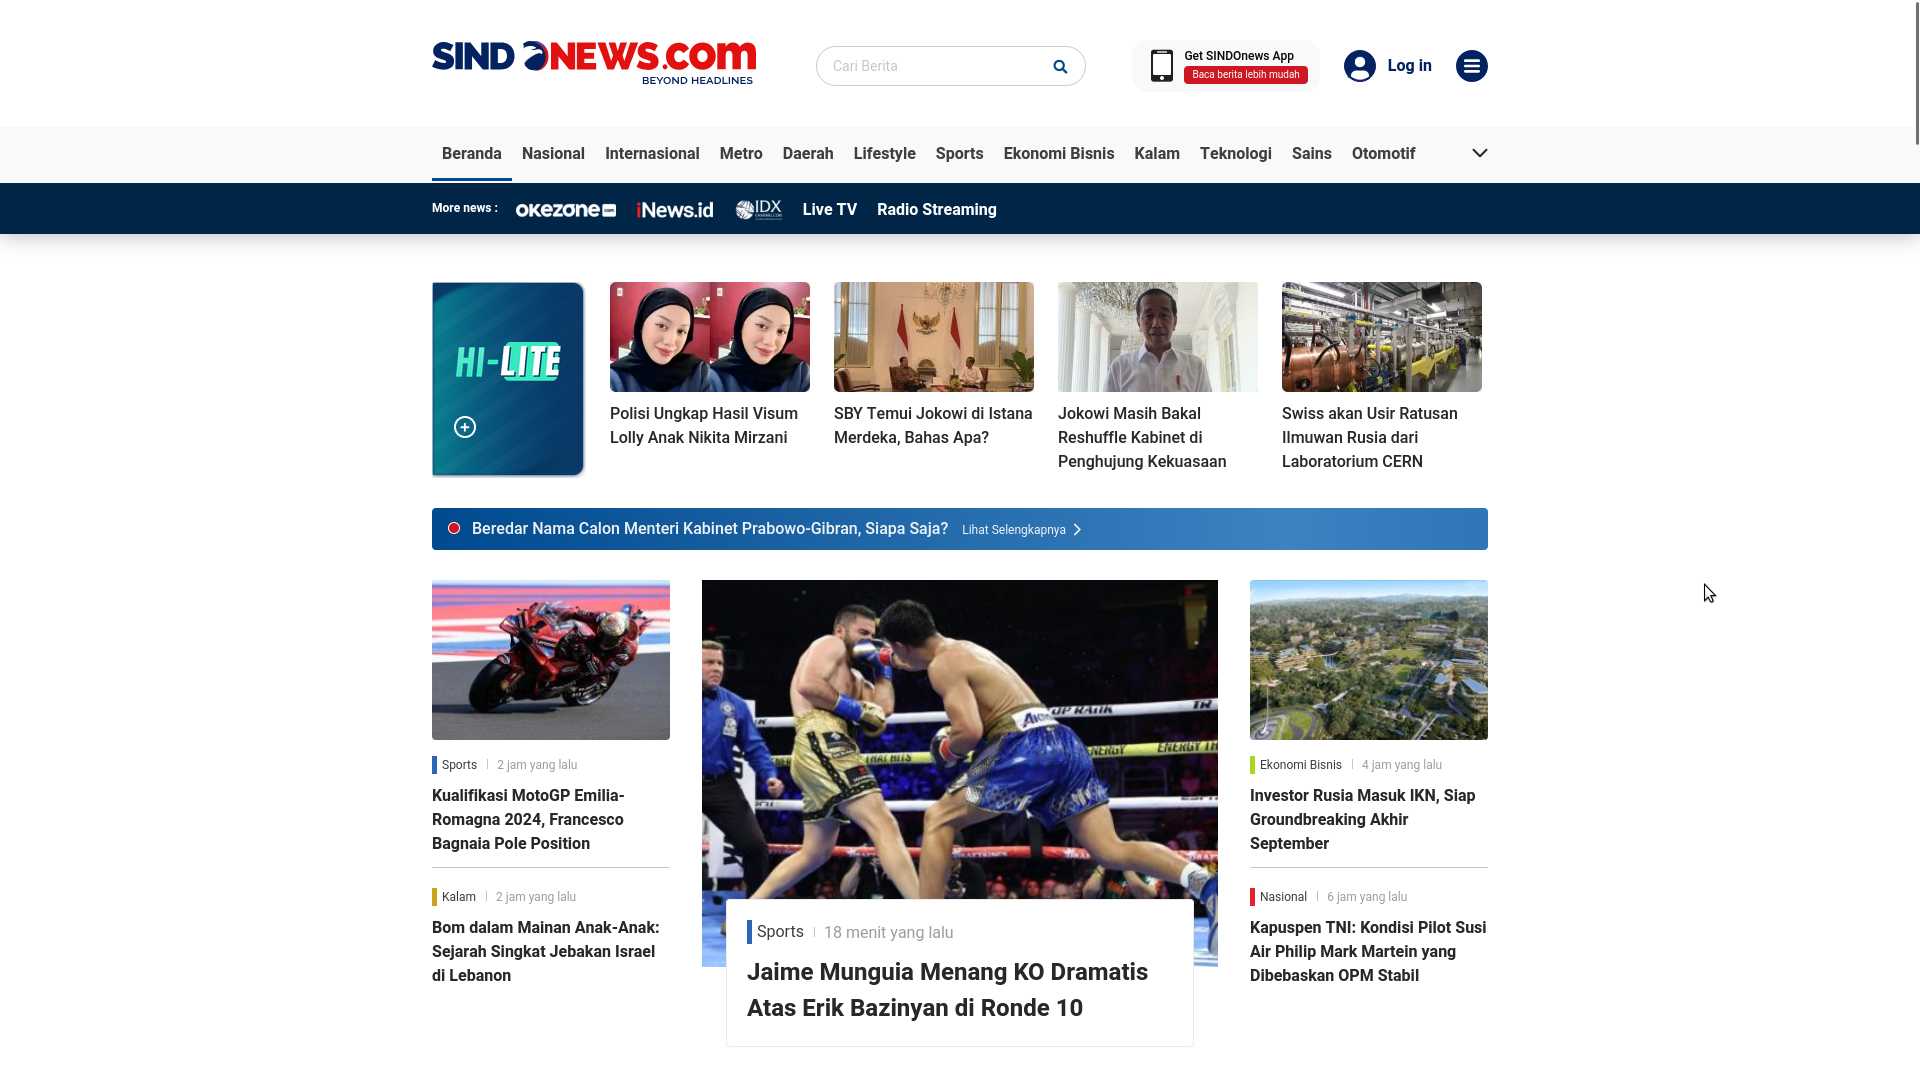 SINDONEWS.com
BEYOND HEADLINES
Cari Berita
Get SINDOnews App
Baca berita lebih mudah
Log in
Beranda Nasional Internasional Metro Daerah Lifestyle Sports Ekonomi Bisnis Kalam Teknologi Sains Otomotif
More news : OKEZONE.com iNews.id IDX Live TV Radio Streaming
HI-LITE
Polisi Ungkap Hasil Visum
Lolly Anak Nikita Mirzani
SBY Temui Jokowi di Istana
Merdeka, Bahas Apa?
Jokowi Masih Bakal
Reshuffle Kabinet di
Penghujung Kekuasaan
Swiss akan Usir Ratusan
Ilmuwan Rusia dari
Laboratorium CERN
Beredar Nama Calon Menteri Kabinet Prabowo-Gibran, Siapa Saja? Lihat Selengkapnya
Sports 2 jam yang lalu
Kualifikasi MotoGP Emilia-
Romagna 2024, Francesco
Bagnaia Pole Position
Kalam 2 jam yang lalu
Bom dalam Mainan Anak-Anak:
Sejarah Singkat Jebakan Israel
di Lebanon
Sports 18 menit yang lalu
Jaime Munguia Menang KO Dramatis
Atas Erik Bazinyan di Ronde 10
Ekonomi Bisnis 4 jam yang lalu
Investor Rusia Masuk IKN, Siap
Groundbreaking Akhir
September
Nasional 6 jam yang lalu
Kapuspen TNI: Kondisi Pilot Susi
Air Philip Mark Martein yang
Dibebaskan OPM Stabil